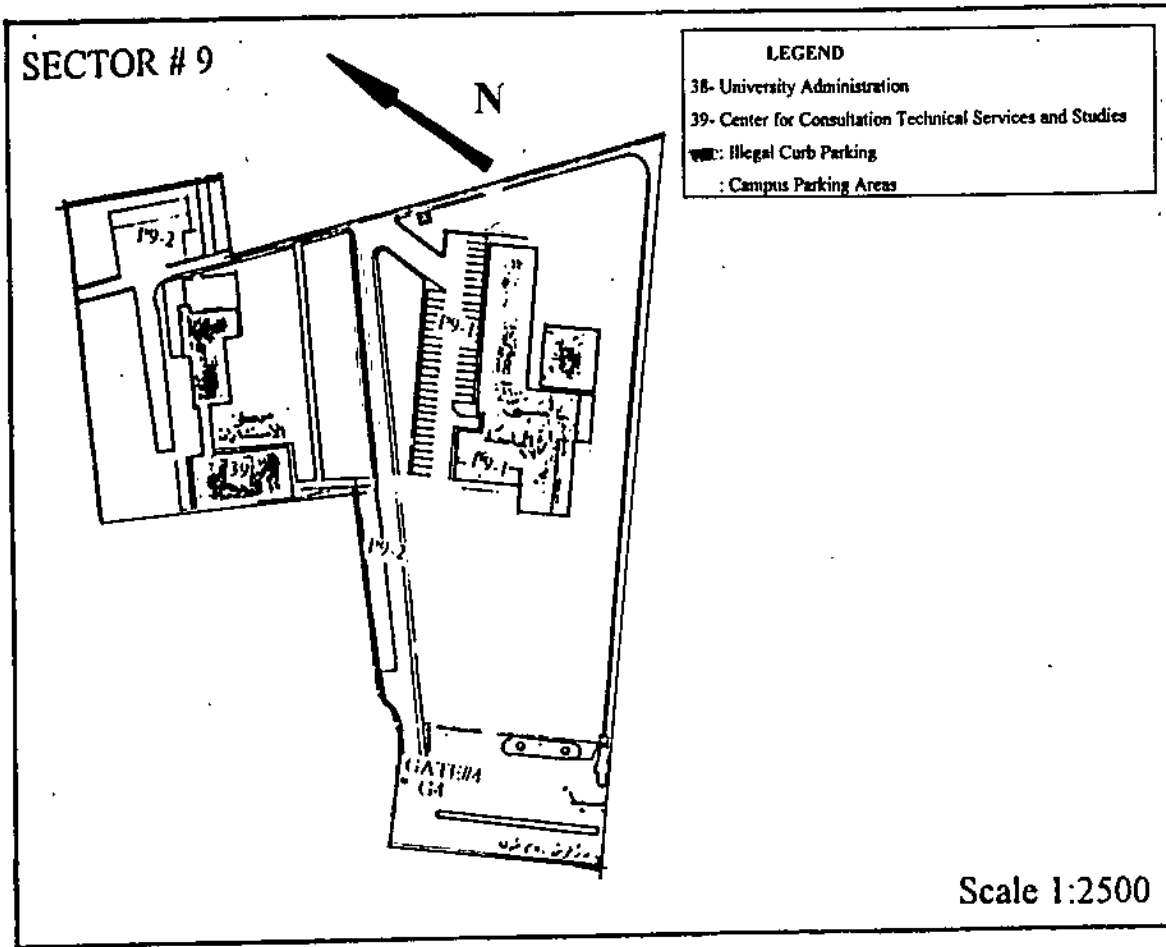 SECTOR # 9
N
LEGEND
38- University Administration
39- Center for Consultation Technical Services and Studies
: Illegal Curb Parking
: Campus Parking Areas
P9-2
P9-1
P9-1
39
P9-2
GATE#4
G4
Scale 1:2500